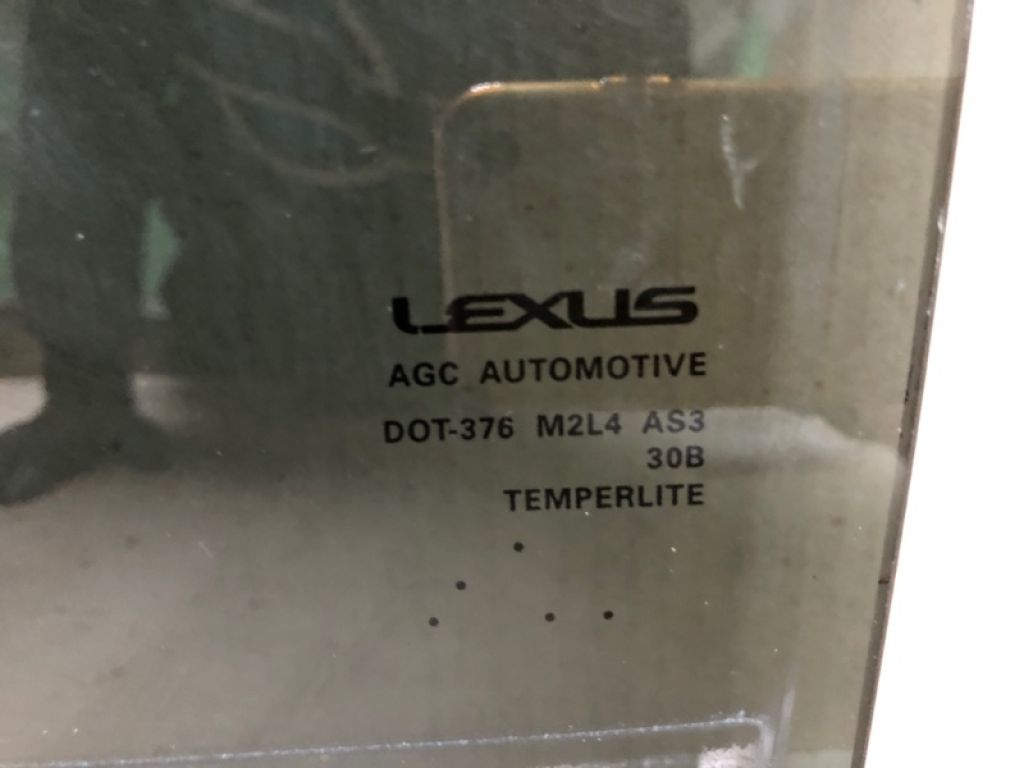 LEXUS
AGC AUTOMOTIVE
DOT-376 M2L4 AS3
30B
TEMPERLITE